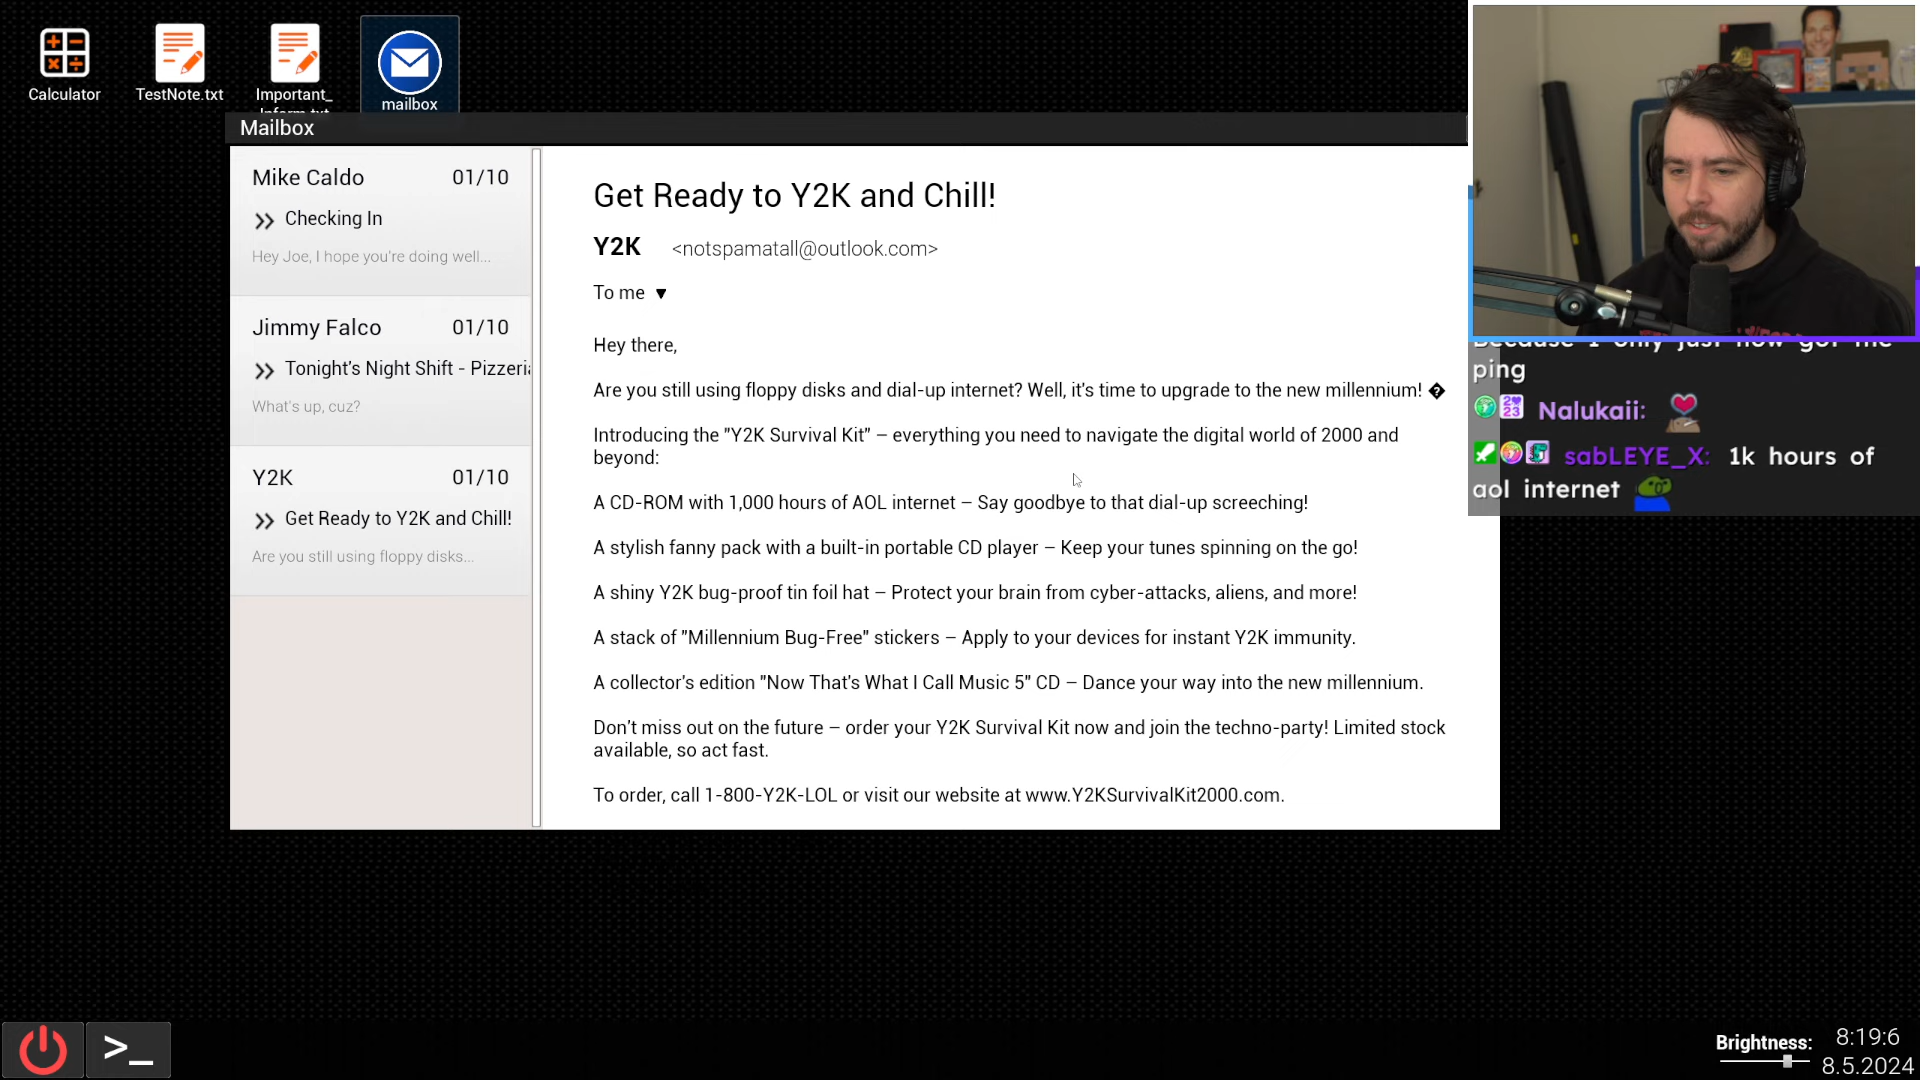 Calculator
TestNote.txt
Important_
Inform.txt
mailbox
Mailbox
Mike Caldo 01/10
Checking In
Hey Joe, I hope you're doing well...
Jimmy Falco 01/10
Tonight's Night Shift - Pizzeria
What's up, cuz?
Y2K 01/10
Get Ready to Y2K and Chill!
Are you still using floppy disks...
Get Ready to Y2K and Chill!
Y2K <notspamatall@outlook.com>
To me ▼
Hey there,
Are you still using floppy disks and dial-up internet? Well, it's time to upgrade to the new millennium! �
Introducing the "Y2K Survival Kit" – everything you need to navigate the digital world of 2000 and
beyond:
A CD-ROM with 1,000 hours of AOL internet – Say goodbye to that dial-up screeching!
A stylish fanny pack with a built-in portable CD player – Keep your tunes spinning on the go!
A shiny Y2K bug-proof tin foil hat – Protect your brain from cyber-attacks, aliens, and more!
A stack of "Millennium Bug-Free" stickers – Apply to your devices for instant Y2K immunity.
A collector's edition "Now That's What I Call Music 5" CD – Dance your way into the new millennium.
Don't miss out on the future – order your Y2K Survival Kit now and join the techno-party! Limited stock
available, so act fast.
To order, call 1-800-Y2K-LOL or visit our website at www.Y2KSurvivalKit2000.com.
Because I only just now got the
ping
Nalukaii:
sabLEYE_X: 1k hours of
aol internet
>_
Brightness:
8:19:6
8.5.2024